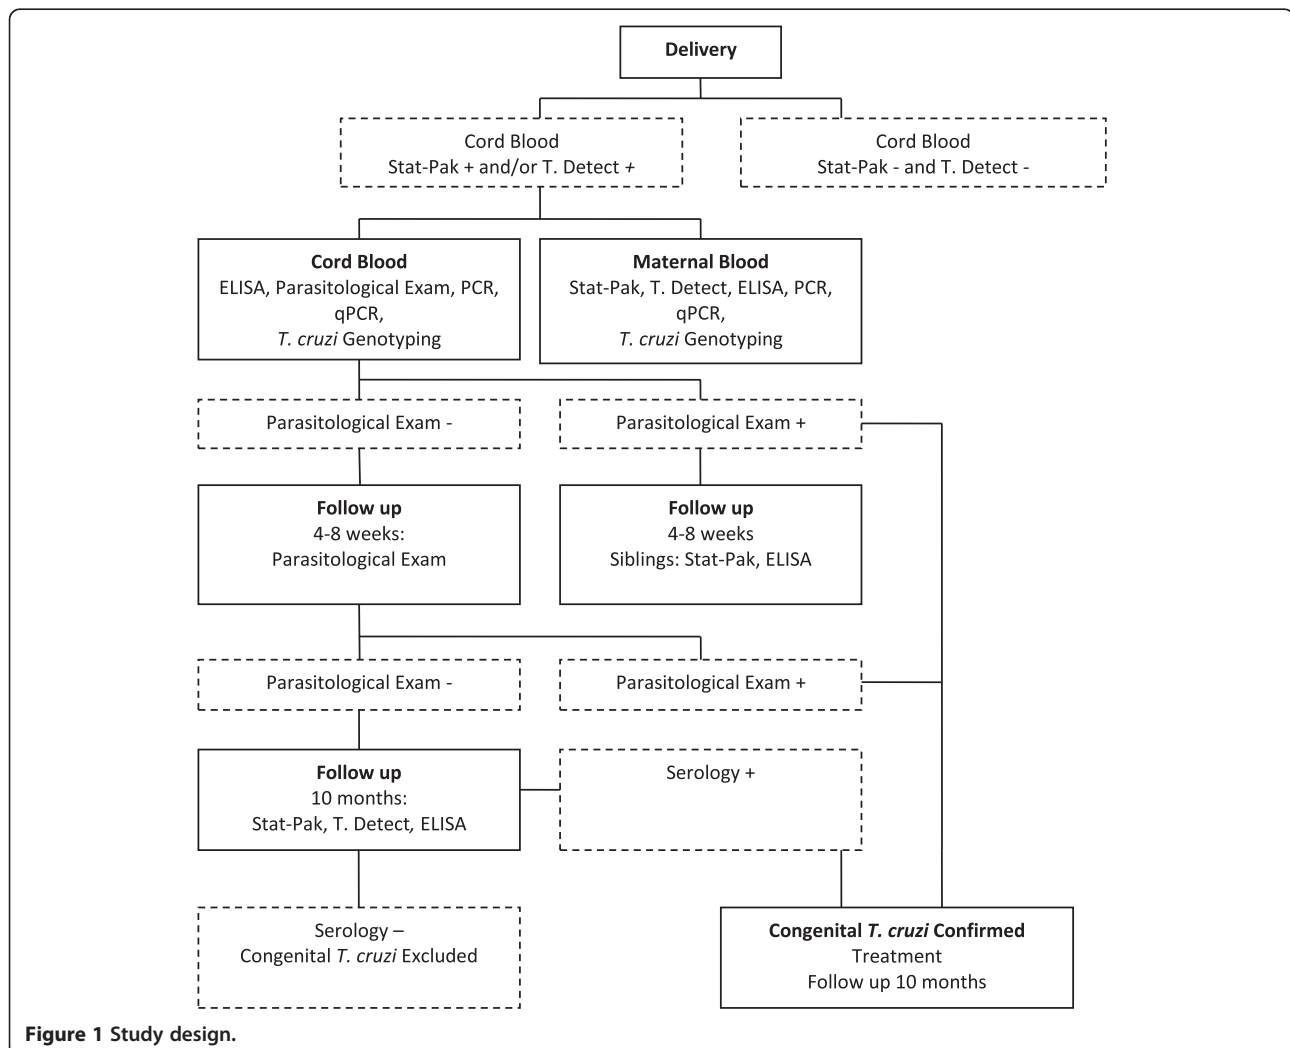 Delivery
Cord Blood
Stat-Pak + and/or T. Detect +
Cord Blood
Stat-Pak - and T. Detect -
Cord Blood
ELISA, Parasitological Exam, PCR,
qPCR,
T. cruzi Genotyping
Maternal Blood
Stat-Pak, T. Detect, ELISA, PCR,
qPCR,
T. cruzi Genotyping
Parasitological Exam -
Parasitological Exam +
Follow up
4-8 weeks:
Parasitological Exam
Follow up
4-8 weeks
Siblings: Stat-Pak, ELISA
Parasitological Exam -
Parasitological Exam +
Follow up
10 months:
Stat-Pak, T. Detect, ELISA
Serology +
Serology –
Congenital T. cruzi Excluded
Congenital T. cruzi Confirmed
Treatment
Follow up 10 months
Figure 1 Study design.